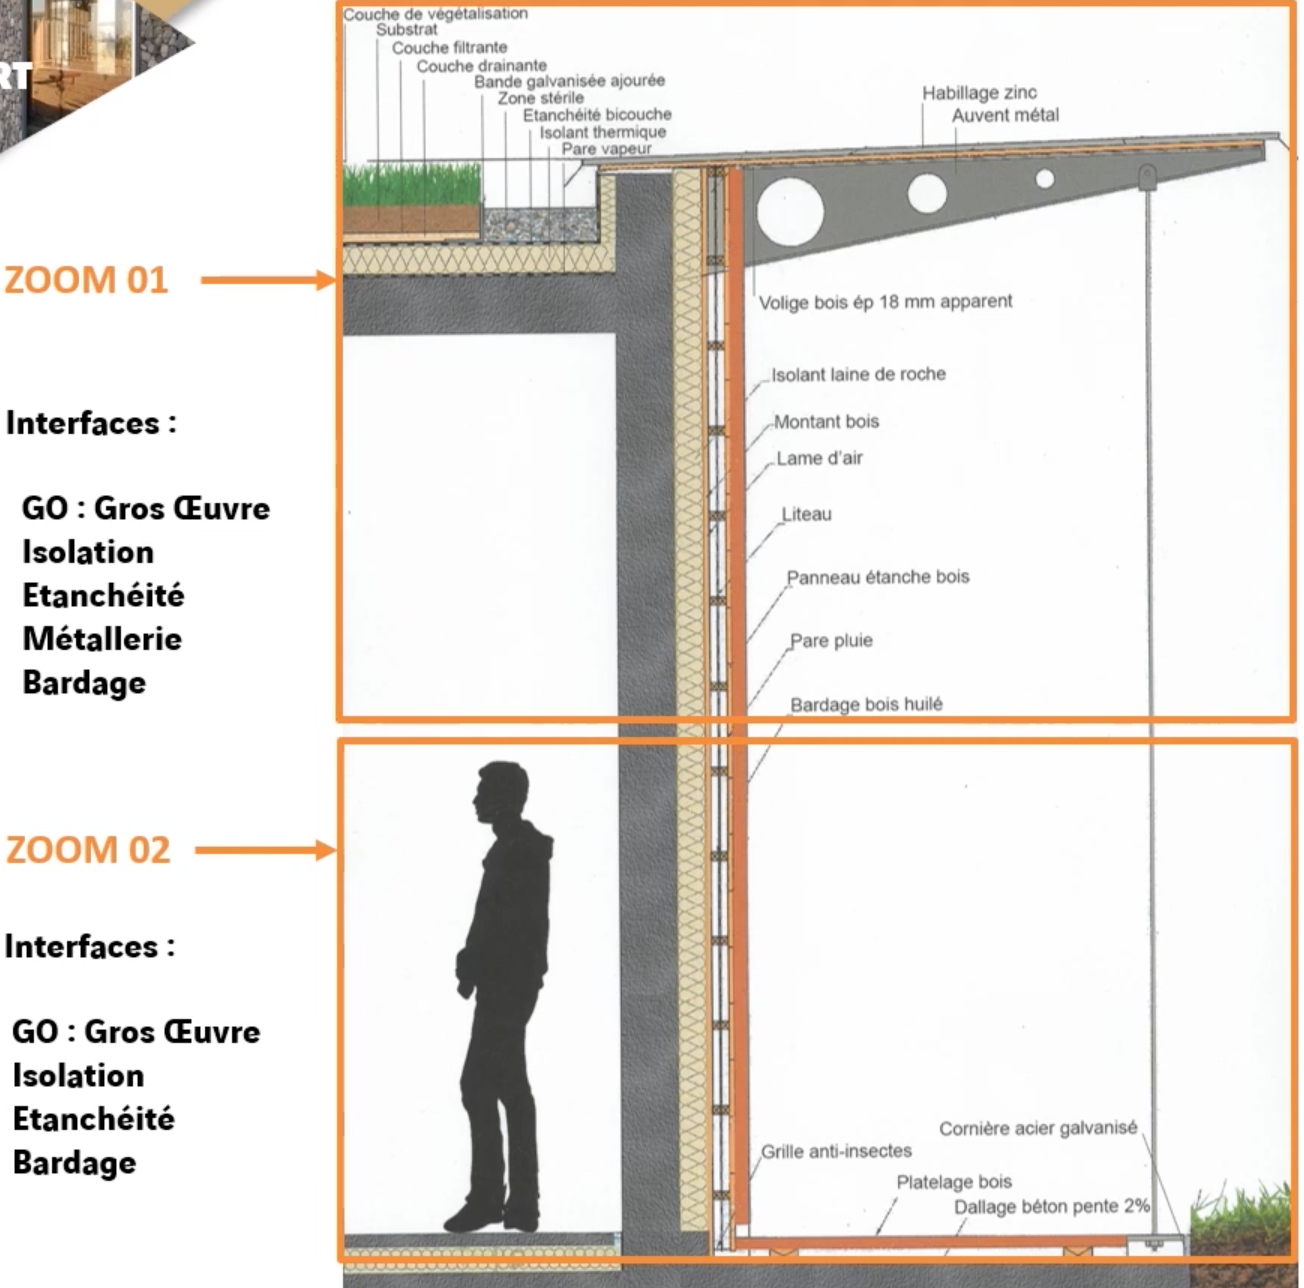 RT
Couche de végétalisation
Substrat
Couche filtrante
Couche drainante
Bande galvanisée ajourée
Zone stérile
Etanchéité bicouche
Isolant thermique
Pare vapeur
Habillage zinc
Auvent métal
ZOOM 01
Volige bois ép 18 mm apparent
Isolant laine de roche
Montant bois
Lame d'air
Liteau
Panneau étanche bois
Pare pluie
Bardage bois huilé
Interfaces :
GO : Gros Œuvre
Isolation
Etanchéité
Métallerie
Bardage
ZOOM 02
Interfaces :
GO : Gros Œuvre
Isolation
Etanchéité
Bardage
Cornière acier galvanisé
Grille anti-insectes
Platelage bois
Dallage béton pente 2%